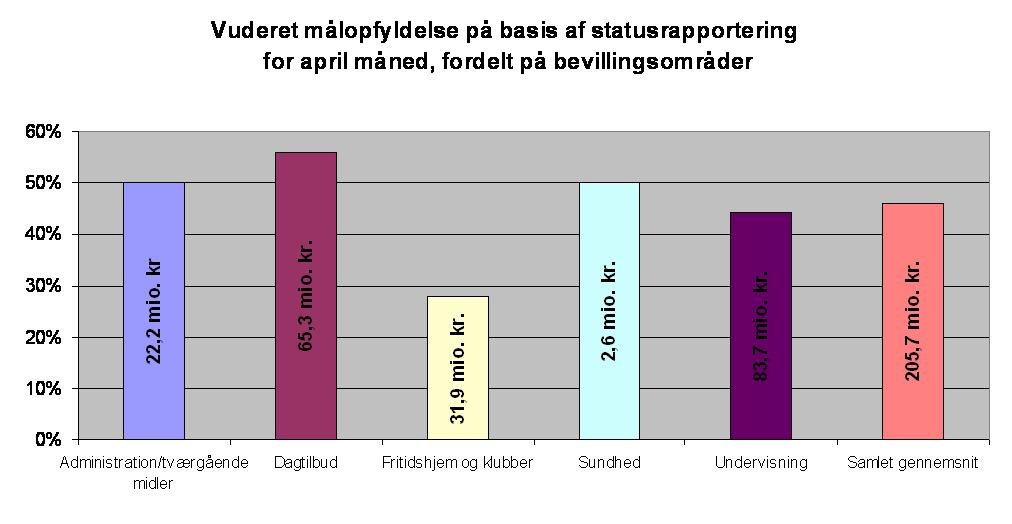 Vuderet målopfyldelse på basis af statusrapportering
for april måned, fordelt på bevillingsområder
60%
50%
40%
30%
20%
10%
0%
22,2 mio. kr
65,3 mio. kr.
31,9 mio. kr.
2,6 mio. kr.
83,7 mio. kr.
205,7 mio. kr.
Administration/tværgående
midler
Dagtilbud
Fritidshjem og klubber
Sundhed
Undervisning
Samlet gennemsnit